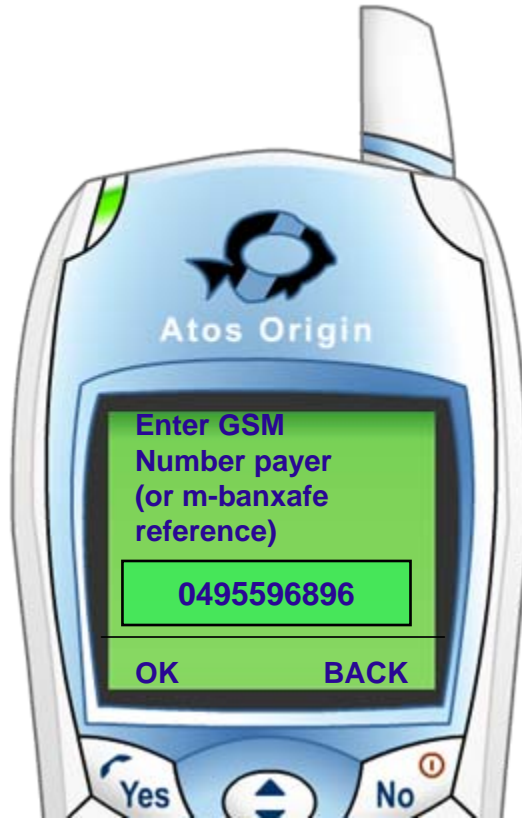 Atos Origin
Enter GSM
Number payer
(or m-banxafe
reference)
0495596896
OK BACK
Yes No